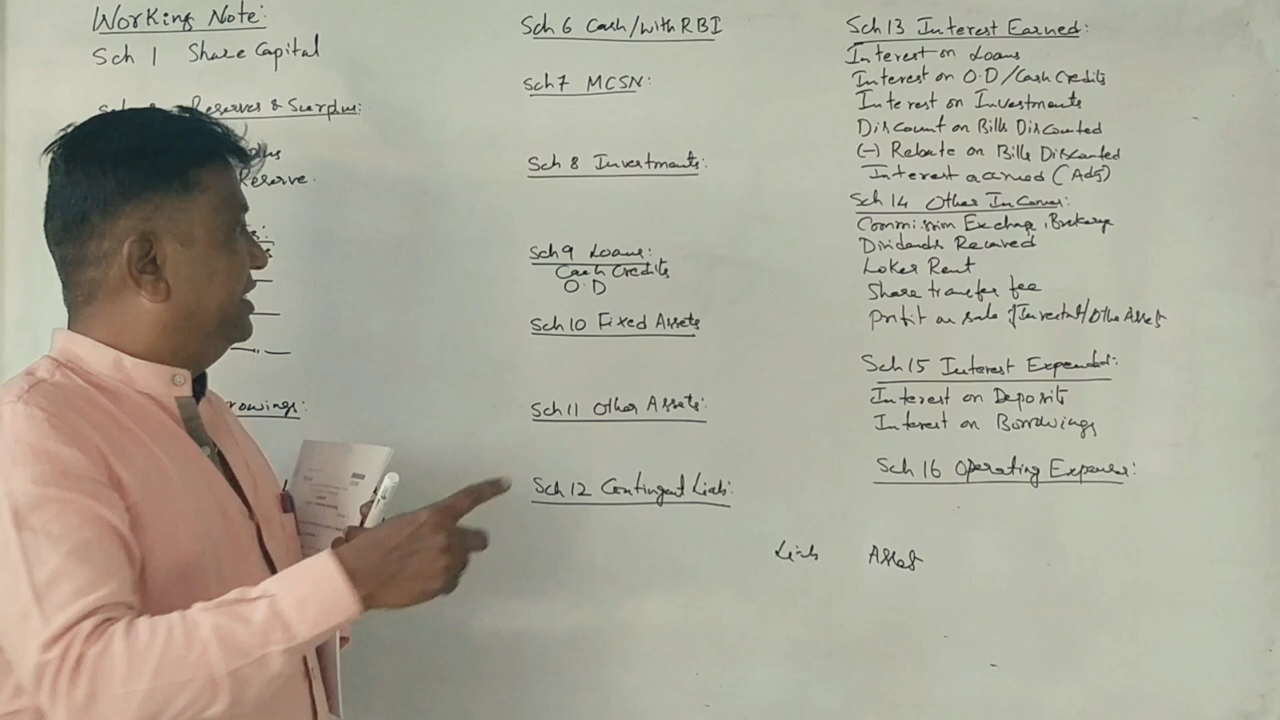 Working Note:
Sch 1 Share Capital
Reserves & Surplus:
Reserve.
rowings:
Sch 6 Cash/with RBI
Sch 7 MCSN:
Sch 8 Investments:
Sch 9 Loans:
Cash Credits
O.D
Sch 10 Fixed Assets
Sch 11 Other Assets:
Sch 12 Contingent Liab:
Sch 13 Interest Earned:
Interest on Loans
Interest on O.D/Cash Credits
Interest on Investments
Discount on Bills Discounted
(-) Rebate on Bills Discounted
Interest accrued (Adj)
Sch 14 Other Incomes:
Commission Exchange, Brokerage
Dividends Received
Loker Rent
Share transfer fee
Profit on sale of Investmt/Othe Asset
Sch 15 Interest Expended:
Interest on Deposits
Interest on Borrowings
Sch 16 Operating Expenses:
Liab Asset